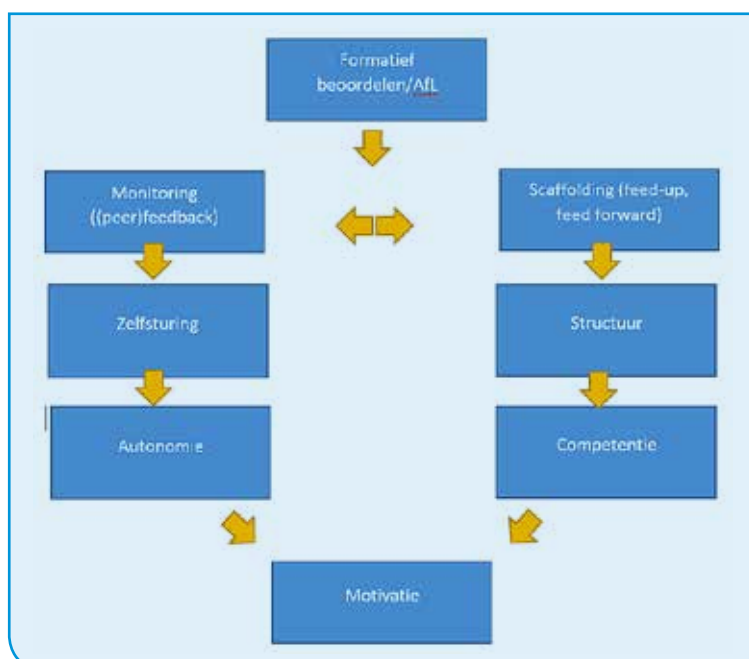 Formatief
beoordelen/AfL
Monitoring
((peer)feedback)
Scaffolding (feed-up,
feed forward)
Zelfsturing
Structuur
Autonomie
Competentie
Motivatie